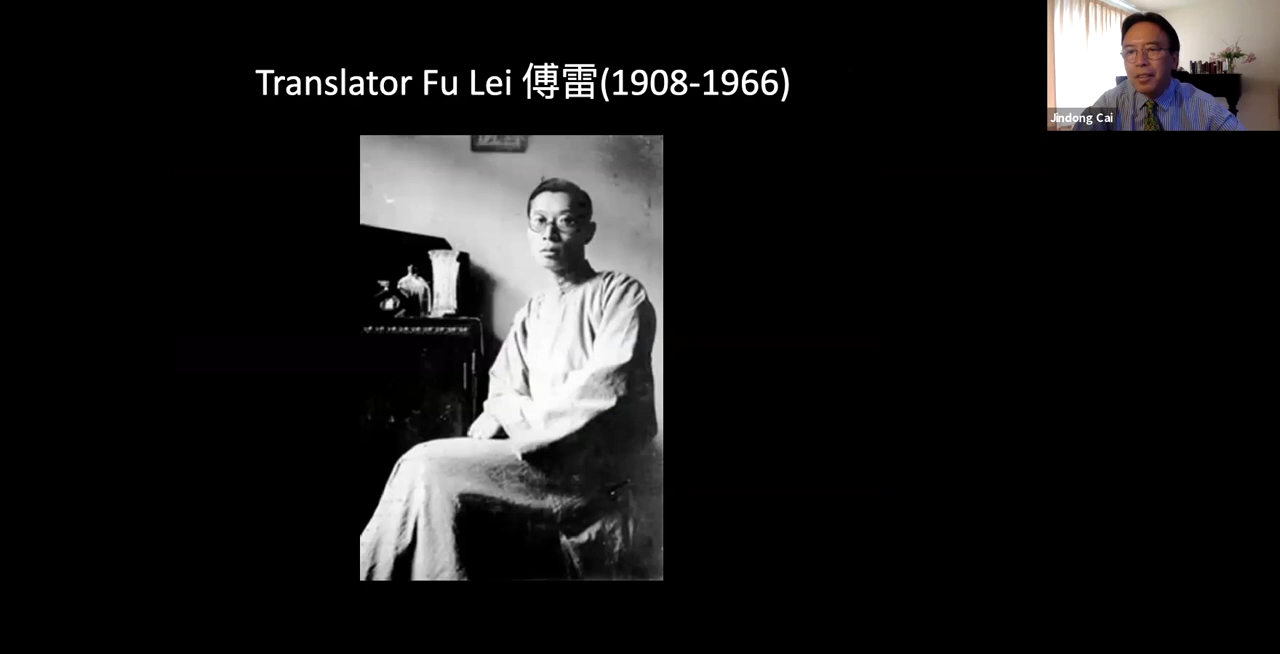 Translator Fu Lei 傅雷(1908-1966)
Jindong Cai